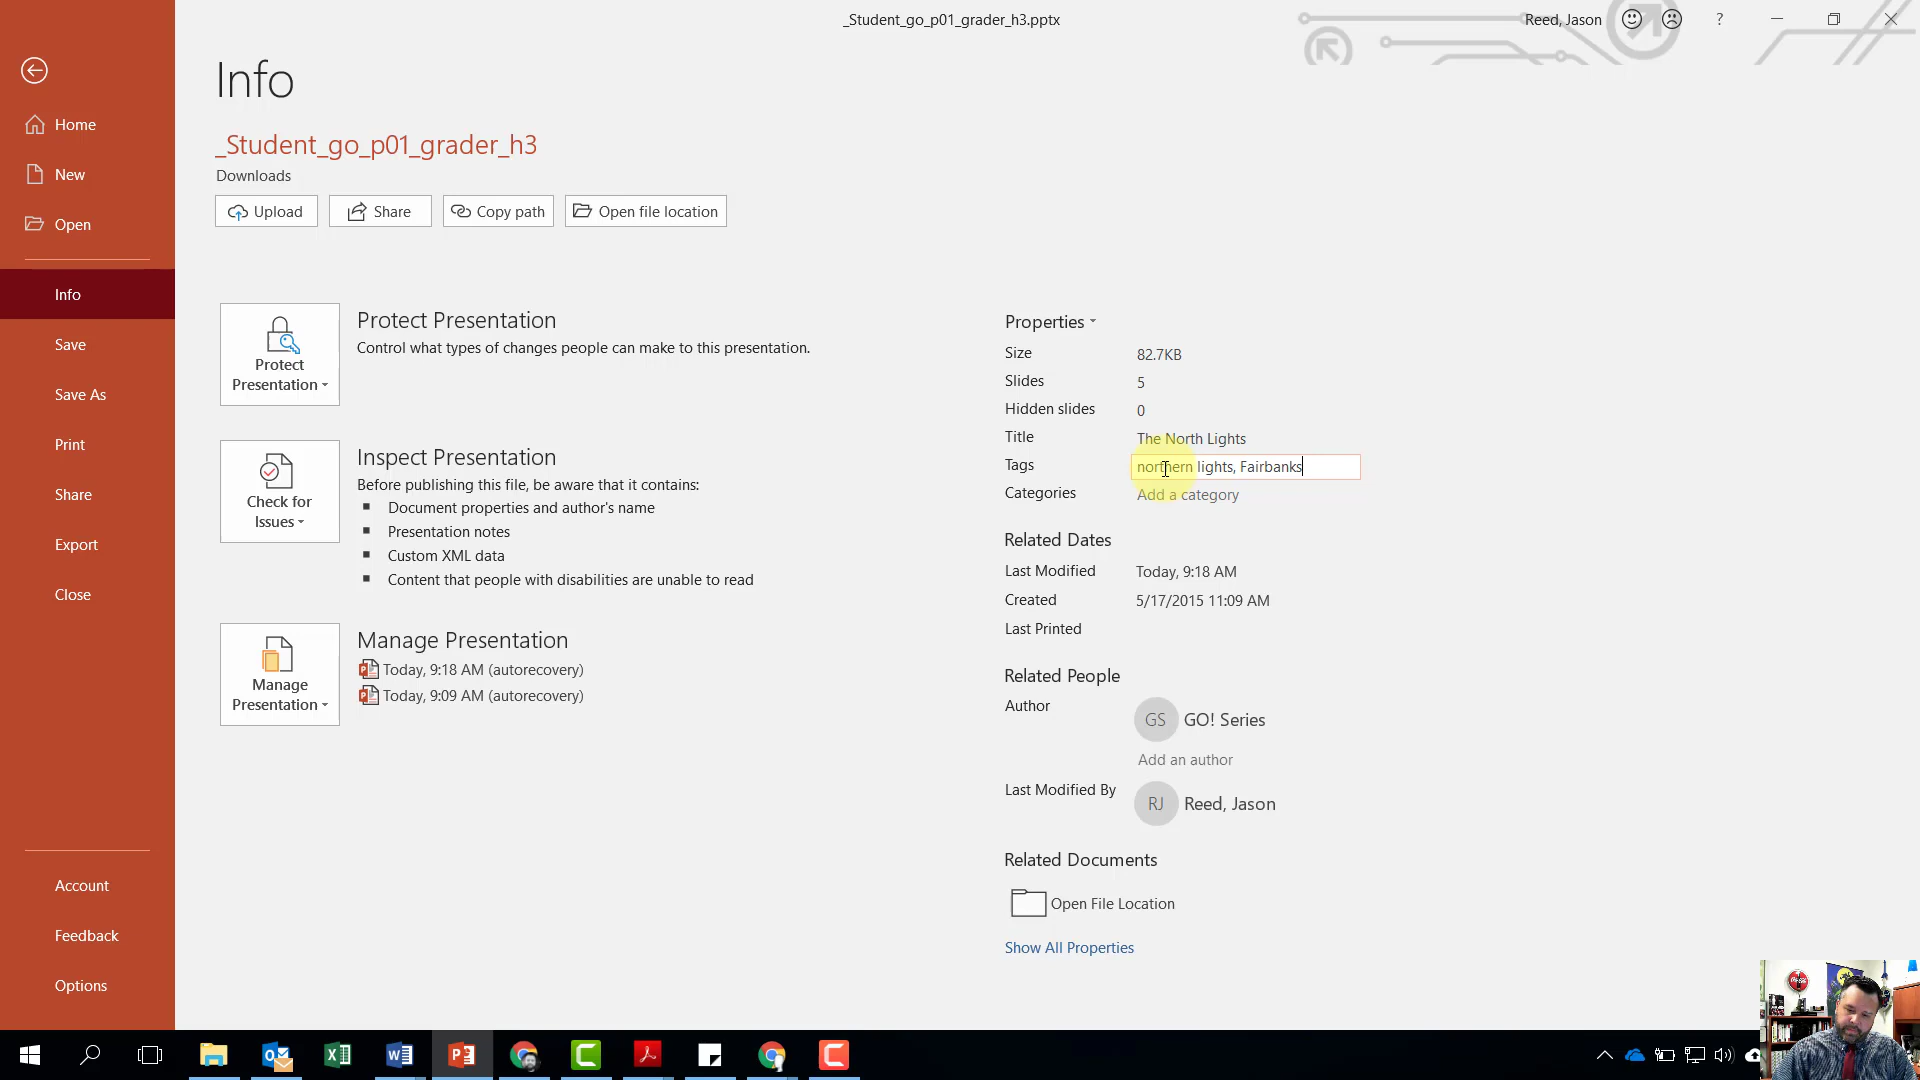 _Student_go_p01_grader_h3.pptx
Reed, Jason
?
Info
_Student_go_p01_grader_h3
Downloads
Upload
Share
Copy path
Open file location
Home
New
Open
Info
Save
Save As
Print
Share
Export
Close
Account
Feedback
Options
Protect Presentation
Protect Presentation
Control what types of changes people can make to this presentation.
Check for Issues
Inspect Presentation
Before publishing this file, be aware that it contains:
Document properties and author's name
Presentation notes
Custom XML data
Content that people with disabilities are unable to read
Manage Presentation
Manage Presentation
Today, 9:18 AM (autorecovery)
Today, 9:09 AM (autorecovery)
Properties
Size 82.7KB
Slides 5
Hidden slides 0
Title The North Lights
Tags northern lights, Fairbanks
Categories Add a category
Related Dates
Last Modified Today, 9:18 AM
Created 5/17/2015 11:09 AM
Last Printed
Related People
Author GS GO! Series
Add an author
Last Modified By RJ Reed, Jason
Related Documents
Open File Location
Show All Properties